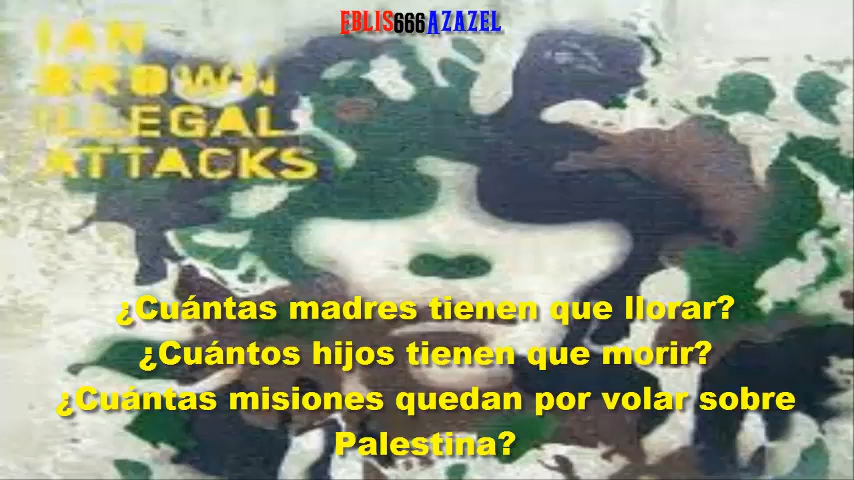 EBLIS666AZAZEL
IAN
BROWN
ILLEGAL
ATTACKS
¿Cuántas madres tienen que llorar?
¿Cuántos hijos tienen que morir?
¿Cuántas misiones quedan por volar sobre
Palestina?